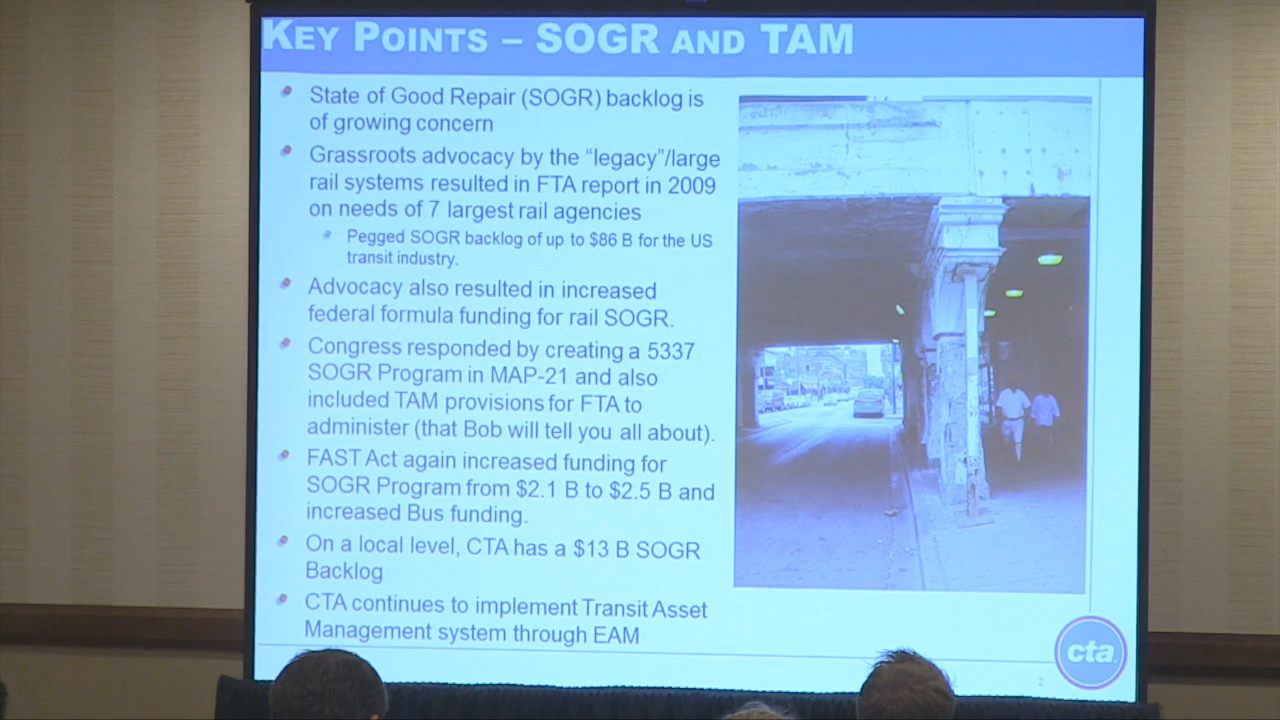 KEY POINTS – SOGR AND TAM
State of Good Repair (SOGR) backlog is
of growing concern
Grassroots advocacy by the “legacy”/large
rail systems resulted in FTA report in 2009
on needs of 7 largest rail agencies
Pegged SOGR backlog of up to $86 B for the US
transit industry.
Advocacy also resulted in increased
federal formula funding for rail SOGR.
Congress responded by creating a 5337
SOGR Program in MAP-21 and also
included TAM provisions for FTA to
administer (that Bob will tell you all about).
FAST Act again increased funding for
SOGR Program from $2.1 B to $2.5 B and
increased Bus funding.
On a local level, CTA has a $13 B SOGR
Backlog
CTA continues to implement Transit Asset
Management system through EAM
cta
2